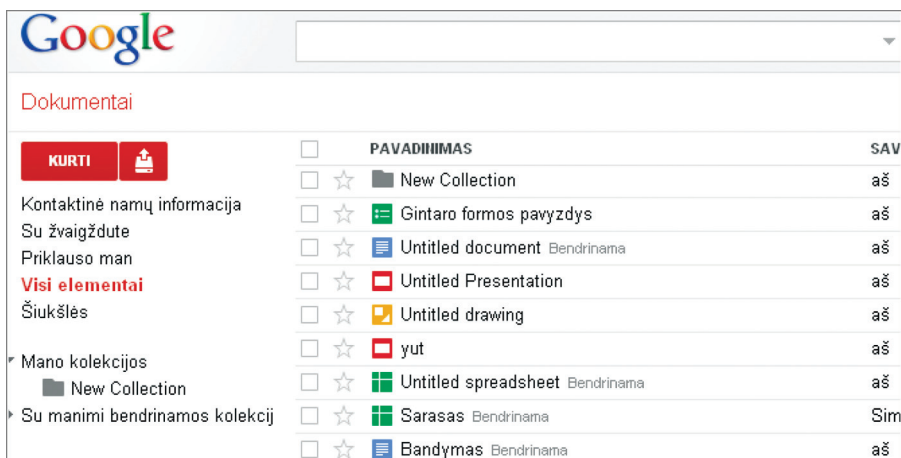 Google
Dokumentai
KURTI
Kontaktinė namų informacija
Su žvaigždute
Priklauso man
Visi elementai
Šiukšlės
Mano kolekcijos
New Collection
Su manimi bendrinamos kolekcij
PAVADINIMAS SAV
New Collection aš
Gintaro formos pavyzdys aš
Untitled document Bendrinama aš
Untitled Presentation aš
Untitled drawing aš
yut aš
Untitled spreadsheet Bendrinama aš
Sarasas Bendrinama Sim
Bandymas Bendrinama aš